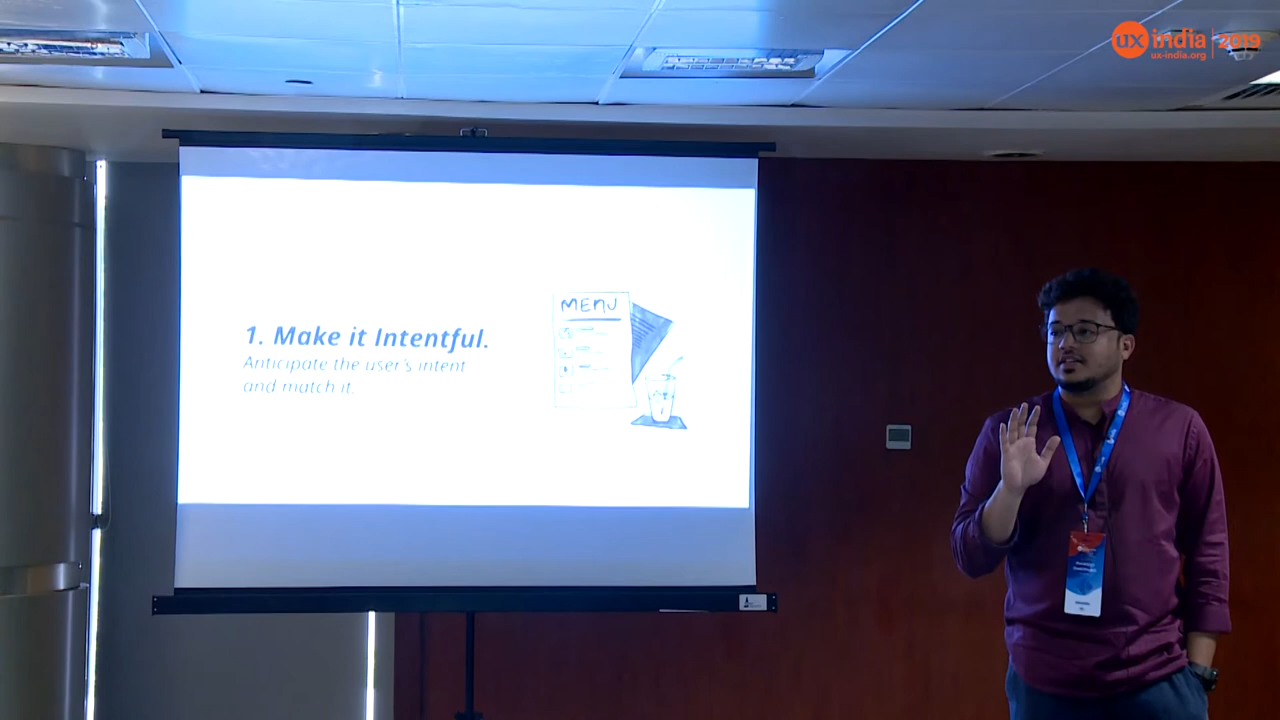 ux india 2019
ux-india.org
1. Make it Intentful.
Anticipate the user's intent
and match it.
MENU